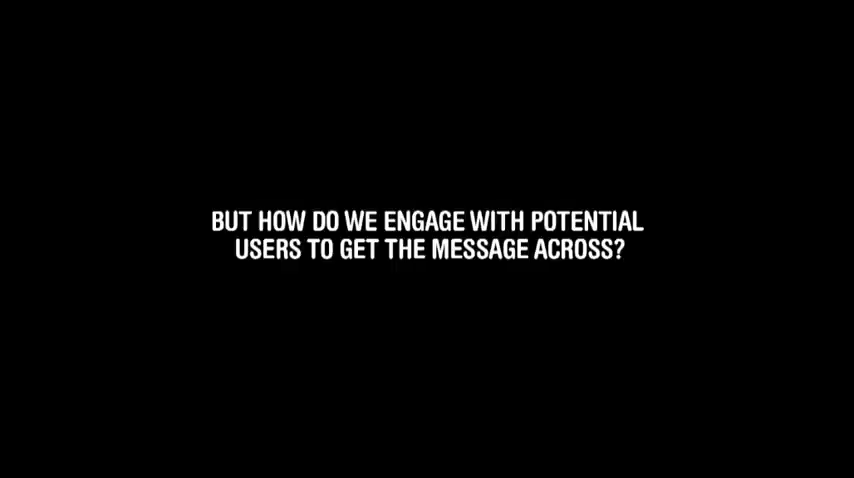 BUT HOW DO WE ENGAGE WITH POTENTIAL
USERS TO GET THE MESSAGE ACROSS?